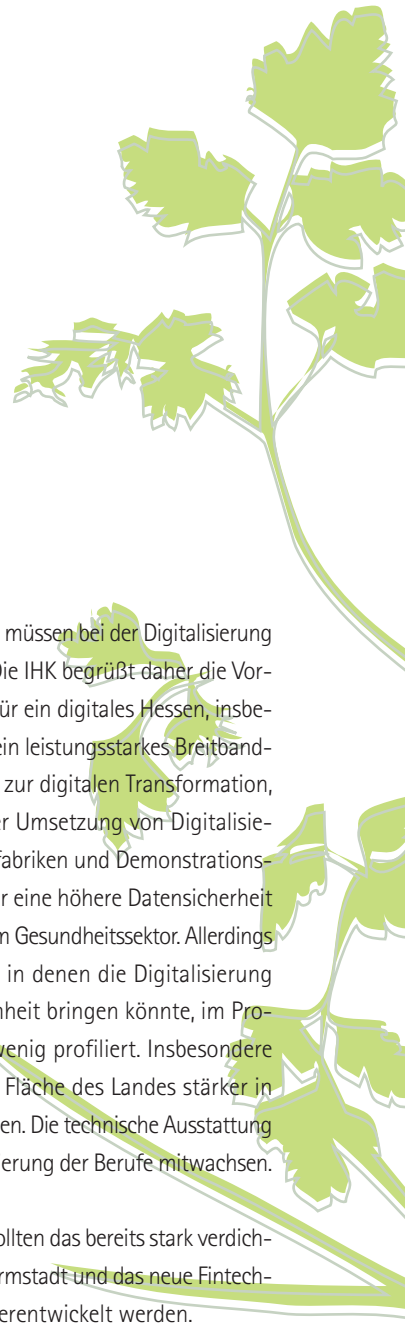 müssen bei der Digitalisierung
Die IHK begrüßt daher die Vor-
für ein digitales Hessen, insbe-
ein leistungsstarkes Breitband-
zur digitalen Transformation,
er Umsetzung von Digitalisie-
fabriken und Demonstrations-
r eine höhere Datensicherheit
m Gesundheitssektor. Allerdings
in denen die Digitalisierung
nheit bringen könnte, im Pro-
wenig profiliert. Insbesondere
Fläche des Landes stärker in
en. Die technische Ausstattung
erung der Berufe mitwachsen.
ollten das bereits stark verdich-
rmstadt und das neue Fintech-
erentwickelt werden.